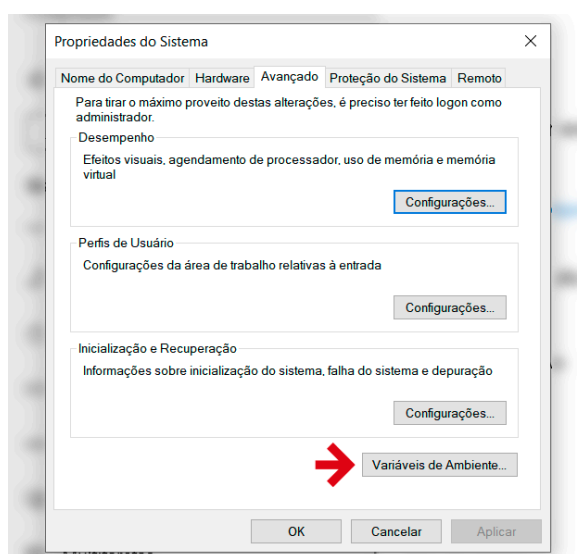 Propriedades do Sistema
Nome do Computador Hardware Avançado Proteção do Sistema Remoto
Para tirar o máximo proveito destas alterações, é preciso ter feito logon como
administrador.
Desempenho
Efeitos visuais, agendamento de processador, uso de memória e memória
virtual
Configurações...
Perfis de Usuário
Configurações da área de trabalho relativas à entrada
Configurações...
Inicialização e Recuperação
Informações sobre inicialização do sistema, falha do sistema e depuração
Configurações...
Variáveis de Ambiente...
OK Cancelar Aplicar